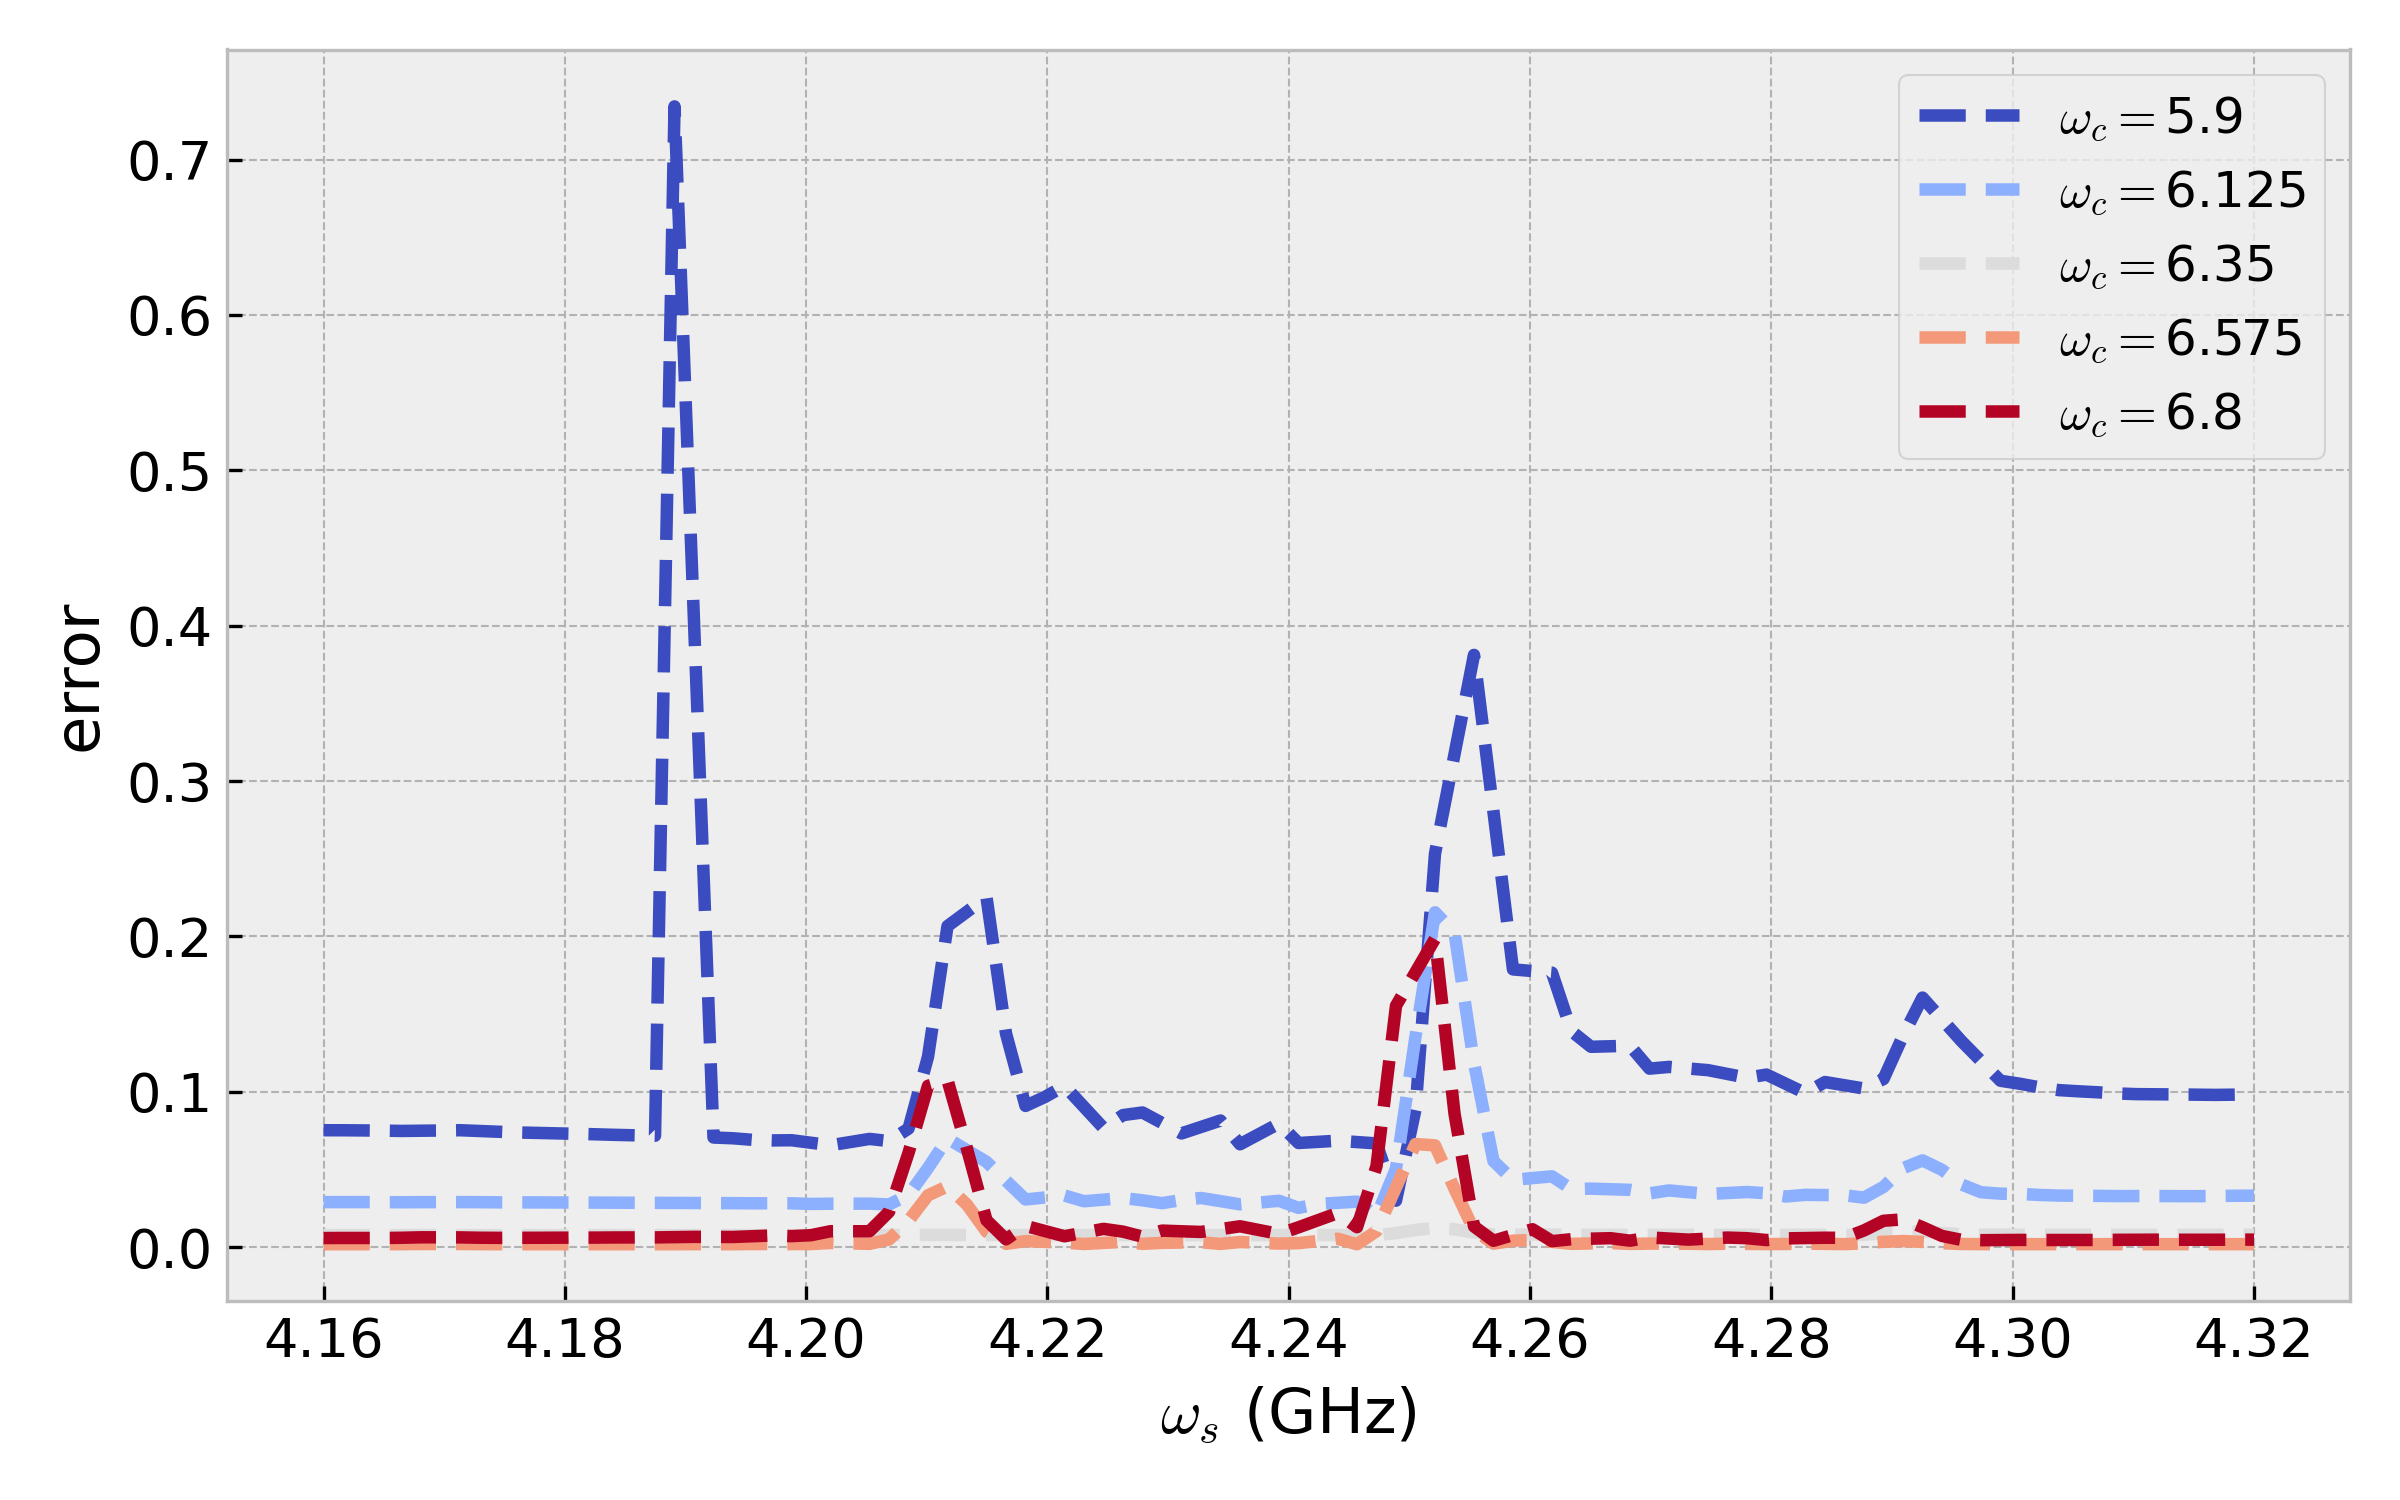 error
0.7
0.6
0.5
0.4
0.3
0.2
0.1
0.0
4.16 4.18 4.20 4.22 4.24 4.26 4.28 4.30 4.32
ω_s (GHz)
ω_c = 5.9
ω_c = 6.125
ω_c = 6.35
ω_c = 6.575
ω_c = 6.8